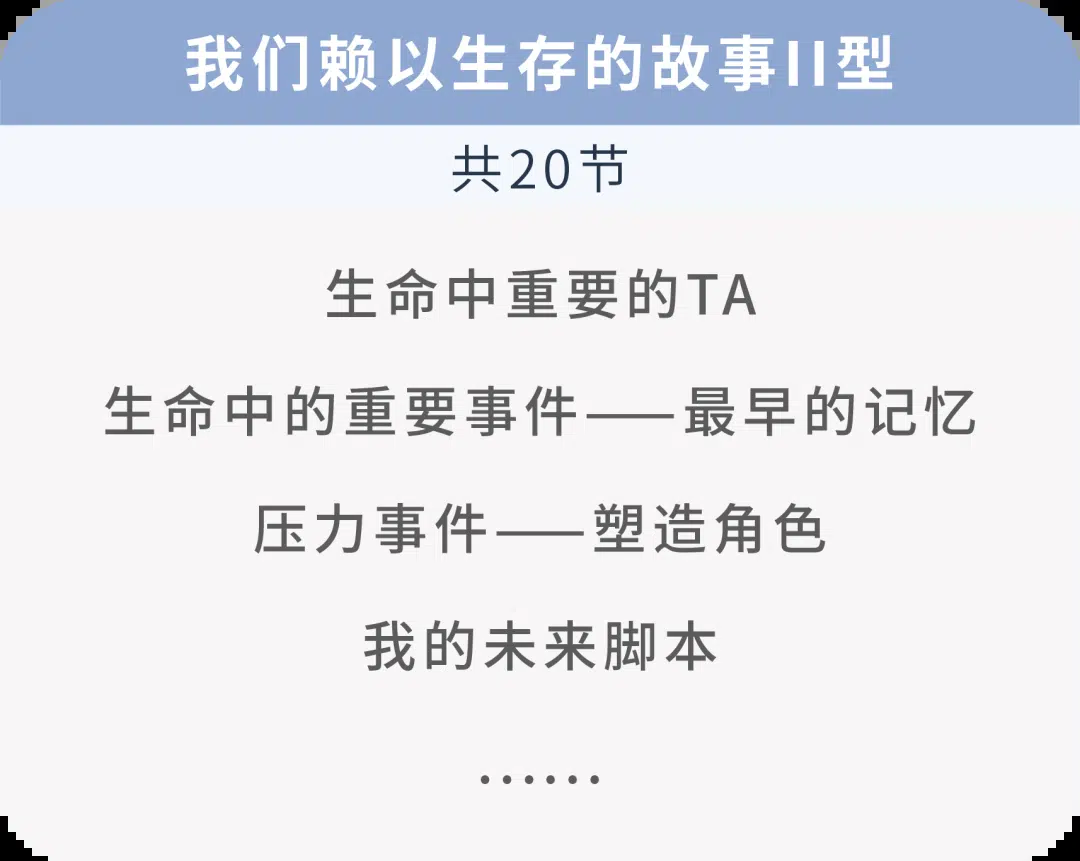 我们赖以生存的故事II型
共20节
生命中重要的TA
生命中的重要事件——最早的记忆
压力事件——塑造角色
我的未来脚本
……